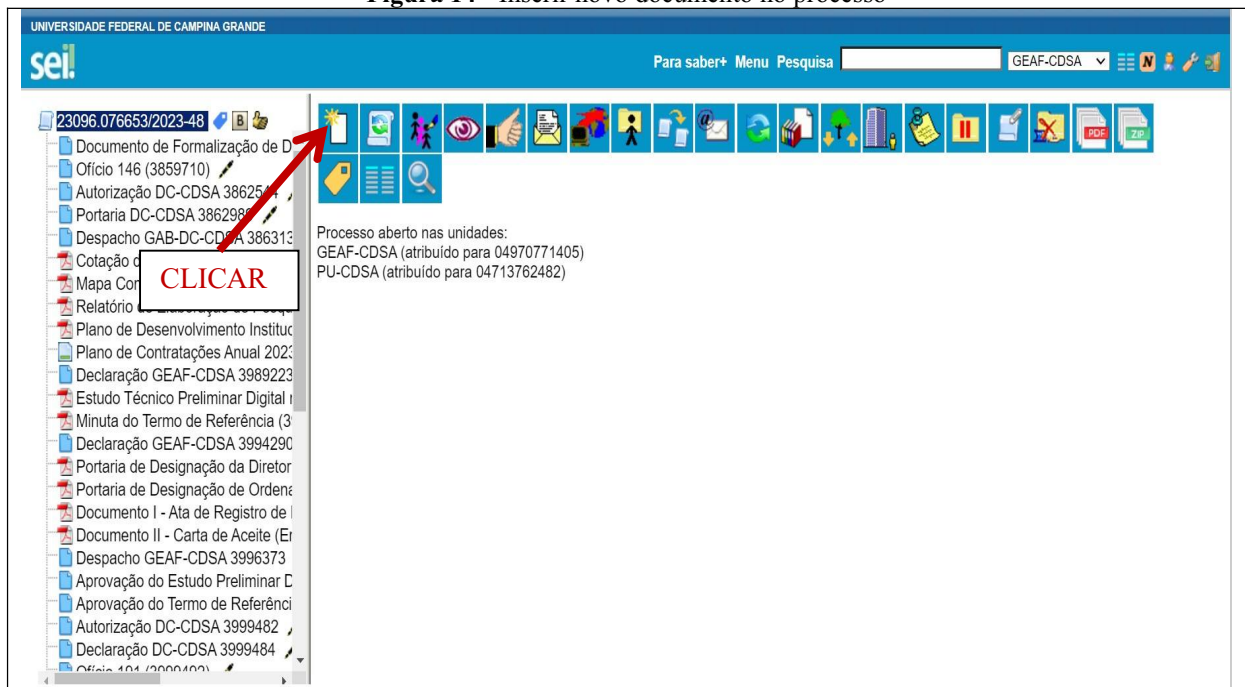 UNIVERSIDADE FEDERAL DE CAMPINA GRANDE
sei!
Para saber+ Menu Pesquisa
GEAF-CDSA
N
23096.076653/2023-48 B
Documento de Formalização de D
Ofício 146 (3859710)
Autorização DC-CDSA
Portaria DC-CDSA
Despacho GAB-DC-CDSA 386313
Cotação
Mapa
CLICAR
Relatório
Plano de Desenvolvimento Instituc
Plano de Contratações Anual 2023
Declaração GEAF-CDSA 3989223
Estudo Técnico Preliminar Digital
Minuta do Termo de Referência
Declaração GEAF-CDSA 3994290
Portaria de Designação da Diretor
Portaria de Designação de Ordena
Documento I - Ata de Registro de
Documento II - Carta de Aceite
Despacho GEAF-CDSA 3996373
Aprovação do Estudo Preliminar D
Aprovação do Termo de Referênci
Autorização DC-CDSA 3999482
Declaração DC-CDSA 3999484
PDF
ZIP
Processo aberto nas unidades:
GEAF-CDSA (atribuído para 04970771405)
PU-CDSA (atribuído para 04713762482)